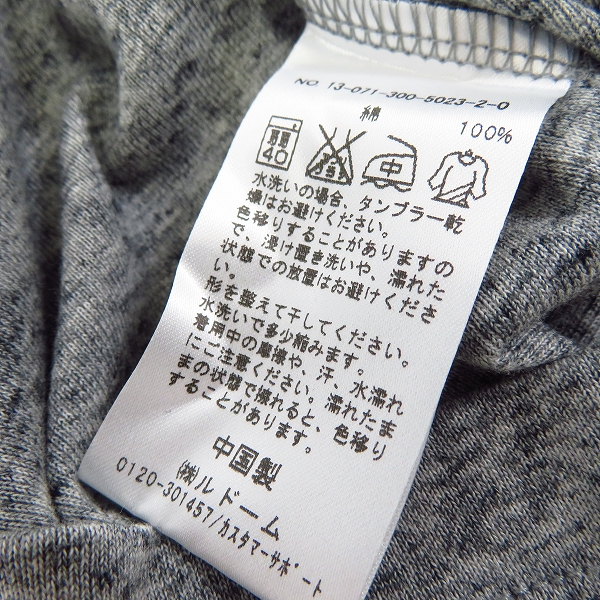 NO. 13-071-300-5023-2-0
綿 100%
40 中
水洗いの場合、タンブラー乾
燥はお避けください。
色移りすることがありますの
で、浸け置き洗いや、濡れた
状態での放置はお避けくださ
い。
形を整えて干してください。
水洗いで多少縮みます。
着用中の摩擦や、汗、水濡れ
にご注意ください。濡れたま
まの状態で擦れると、色移り
することがあります。
中国製
㈱ルドーム
0120-301457/カスタマーサポート